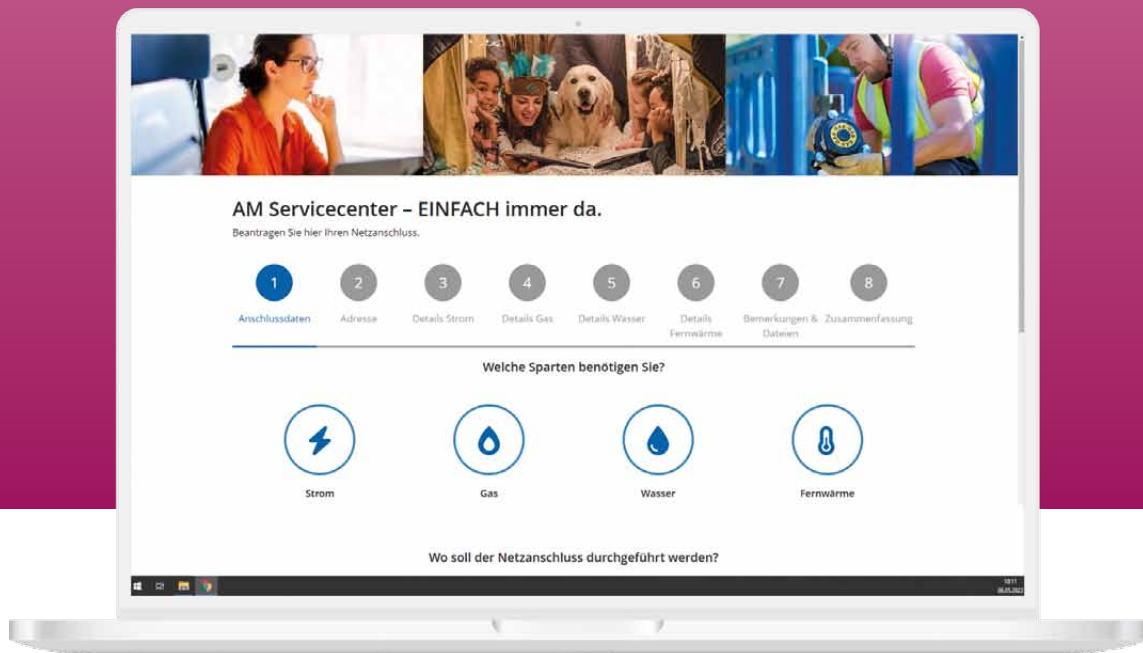 AM Servicecenter – EINFACH immer da.
Beantragen Sie hier Ihren Netzanschluss.
1 2 3 4 5 6 7 8
Anschlussdaten Adresse Details Strom Details Gas Details Wasser Details Fernwärme Bemerkungen & Dateien Zusammenfassung
Welche Sparten benötigen Sie?
Strom Gas Wasser Fernwärme
Wo soll der Netzanschluss durchgeführt werden?